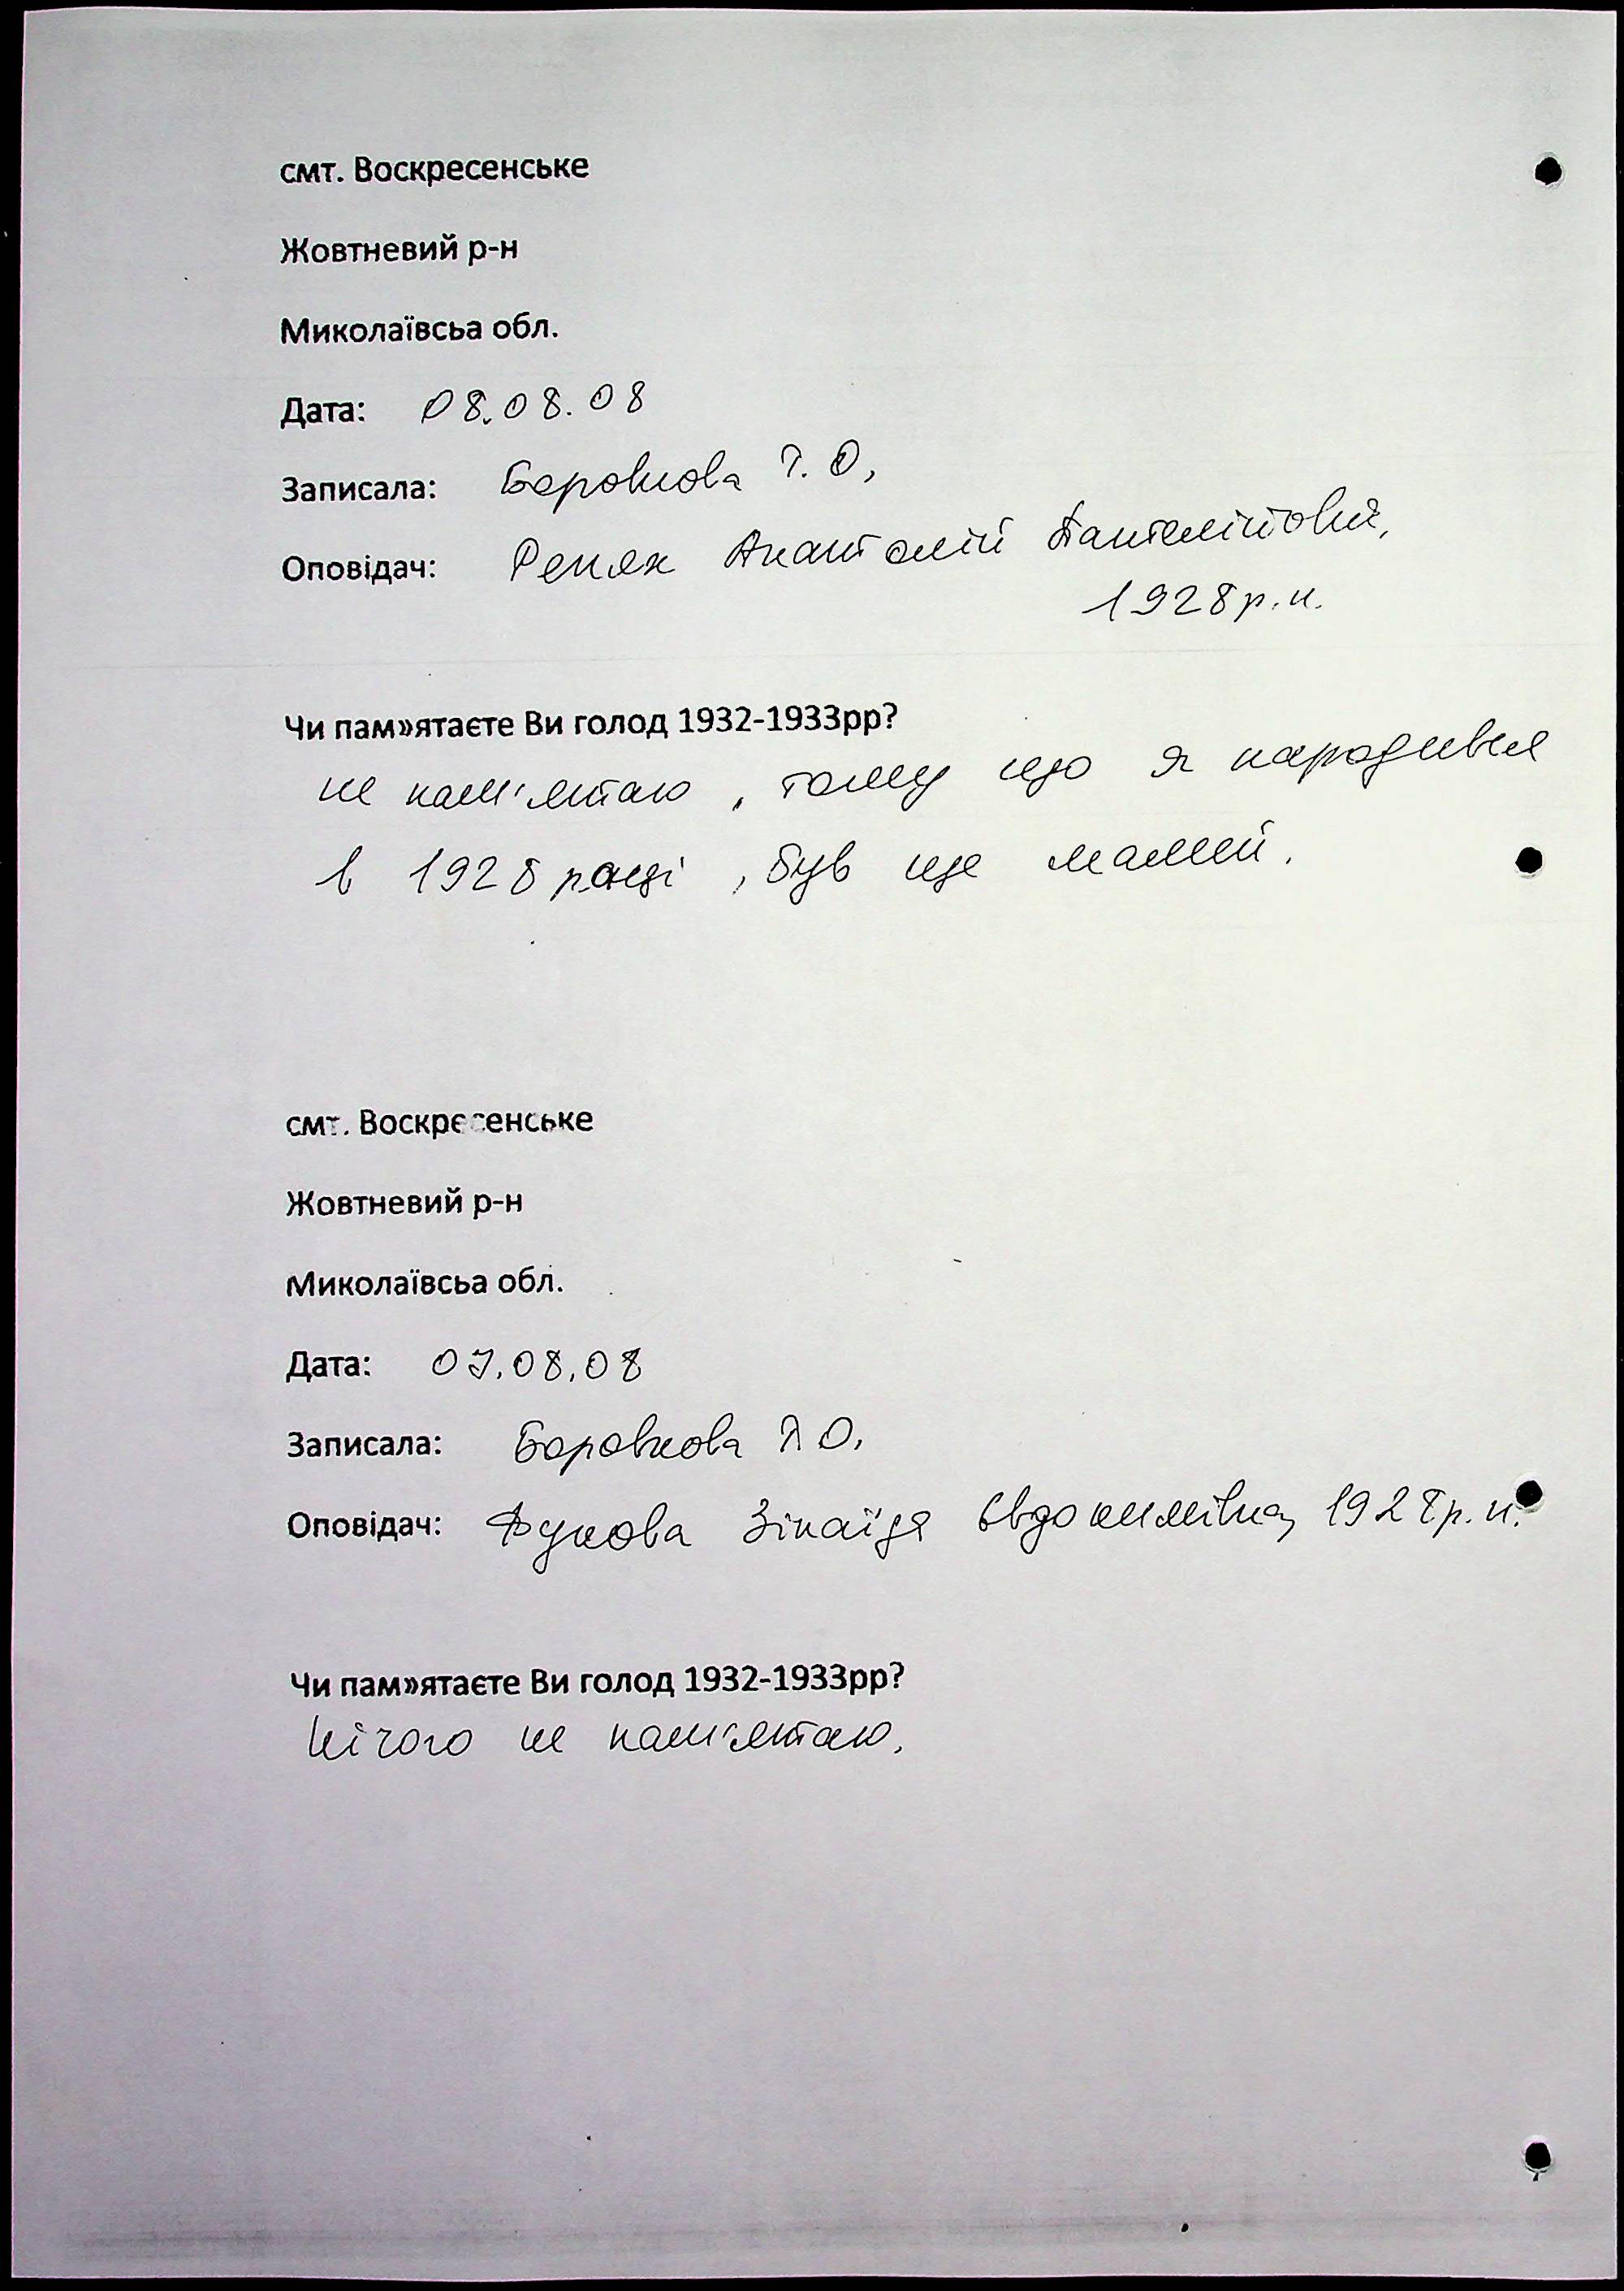 смт. Воскресенське
Жовтневий р-н
Миколаївсьа обл.
Дата: 08.08.08
Записала: Боровкова Т. О,
Оповідач: Репях Анатолій Пантелійович,
1928 р.н.
Чи пам»ятаєте Ви голод 1932-1933рр?
не пам'ятаю, тому що я народився
в 1928 році, був ще малий.
смт. Воскресенське
Жовтневий р-н
Миколаївсьа обл.
Дата: 07.08.08
Записала: Боровкова О.
Оповідач: Зінаїда Євдокимівна, 1928 р.н.
Чи пам»ятаєте Ви голод 1932-1933рр?
Нічого не пам'ятаю.